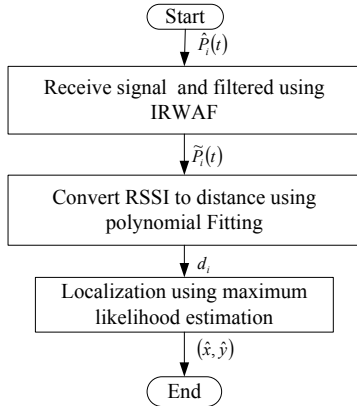 Start
P̂ᵢ(t)
Receive signal and filtered using
IRWAF
P̃ᵢ(t)
Convert RSSI to distance using
polynomial Fitting
dᵢ
Localization using maximum
likelihood estimation
(x̂, ŷ)
End